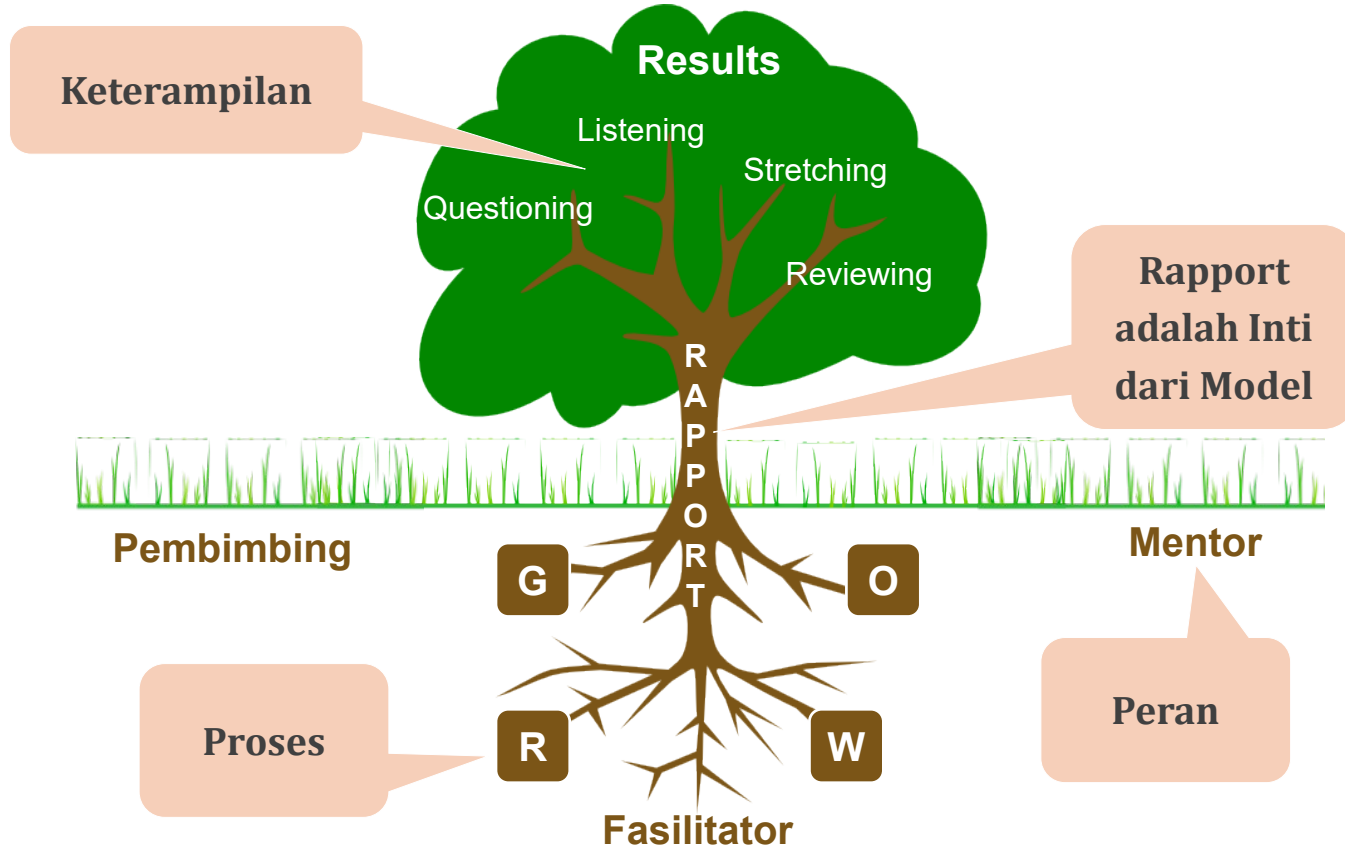 Results
Keterampilan
Listening
Stretching
Questioning
Reviewing
Rapport
adalah Inti
dari Model
R
A
P
P
O
R
T
Pembimbing
Mentor
G
O
Peran
Proses
R
W
Fasilitator